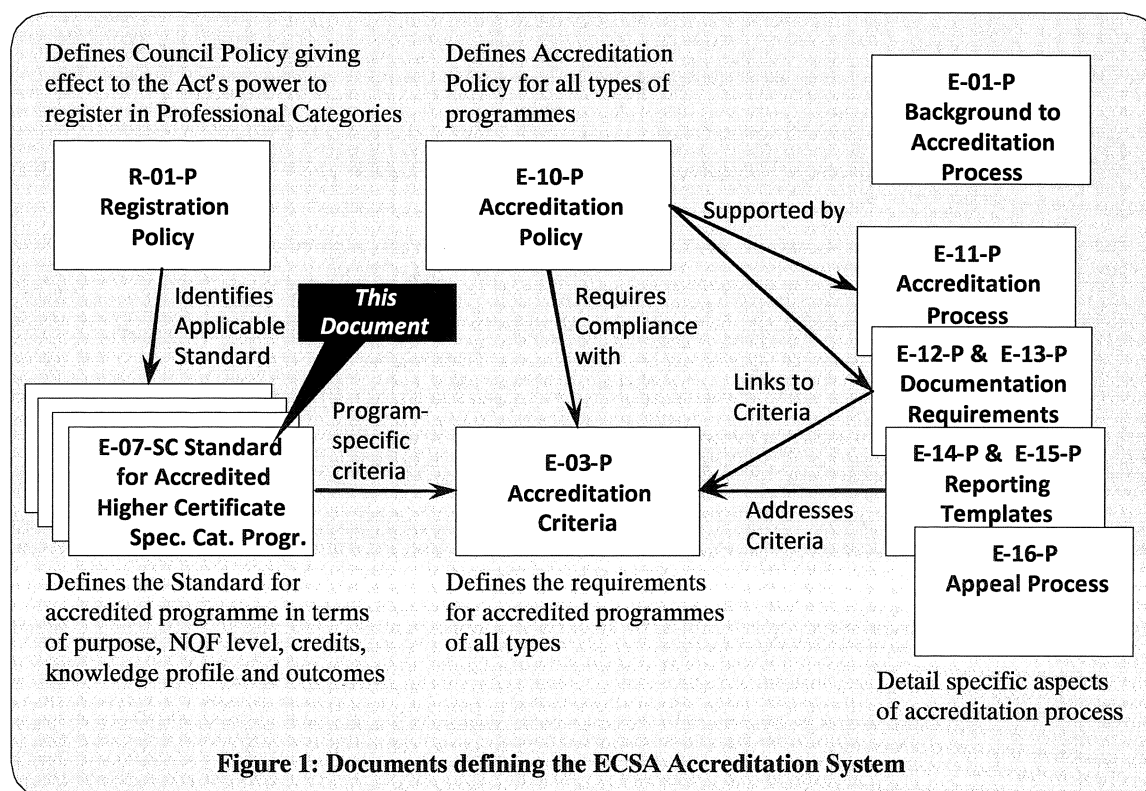 Defines Council Policy giving
effect to the Act's power to
register in Professional Categories
Defines Accreditation
Policy for all types of
programmes
E-01-P
Background to
Accreditation
Process
R-01-P
Registration
Policy
E-10-P
Accreditation
Policy
Supported by
E-11-P
Accreditation
Process
Identifies
Applicable
Standard
This
Document
Requires
Compliance
with
E-12-P & E-13-P
Documentation
Requirements
Links to
Criteria
Program-
specific
criteria
E-07-SC Standard
for Accredited
Higher Certificate
Spec. Cat. Progr.
E-03-P
Accreditation
Criteria
E-14-P & E-15-P
Reporting
Templates
Addresses
Criteria
E-16-P
Appeal Process
Defines the Standard for
accredited programme in terms
of purpose, NQF level, credits,
knowledge profile and outcomes
Defines the requirements
for accredited programmes
of all types
Detail specific aspects
of accreditation process
Figure 1: Documents defining the ECSA Accreditation System